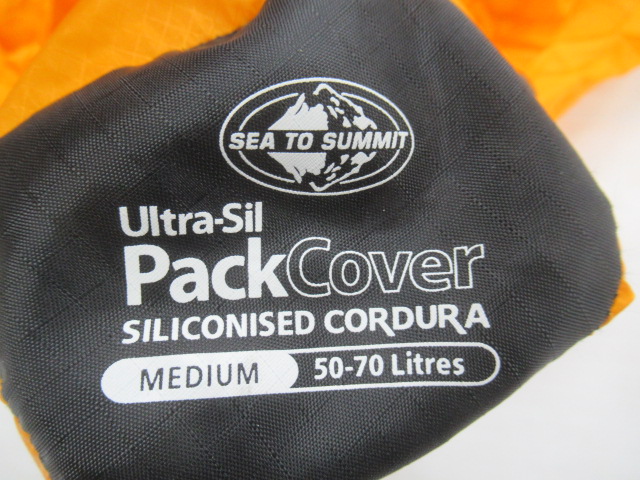 SEA TO SUMMIT
Ultra-Sil
PackCover
SILICONISED CORDURA
MEDIUM 50-70 Litres